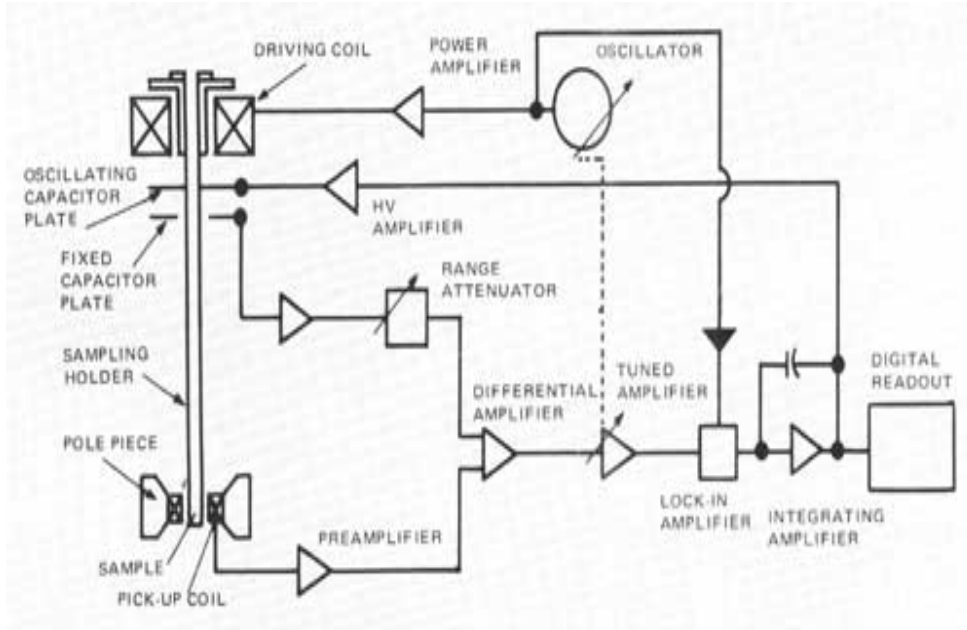 DRIVING COIL
POWER
AMPLIFIER
OSCILLATOR
OSCILLATING
CAPACITOR
PLATE
HV
AMPLIFIER
FIXED
CAPACITOR
PLATE
RANGE
ATTENUATOR
SAMPLING
HOLDER
DIFFERENTIAL
AMPLIFIER
TUNED
AMPLIFIER
DIGITAL
READOUT
POLE PIECE
LOCK-IN
AMPLIFIER
INTEGRATING
AMPLIFIER
PREAMPLIFIER
SAMPLE
PICK-UP COIL